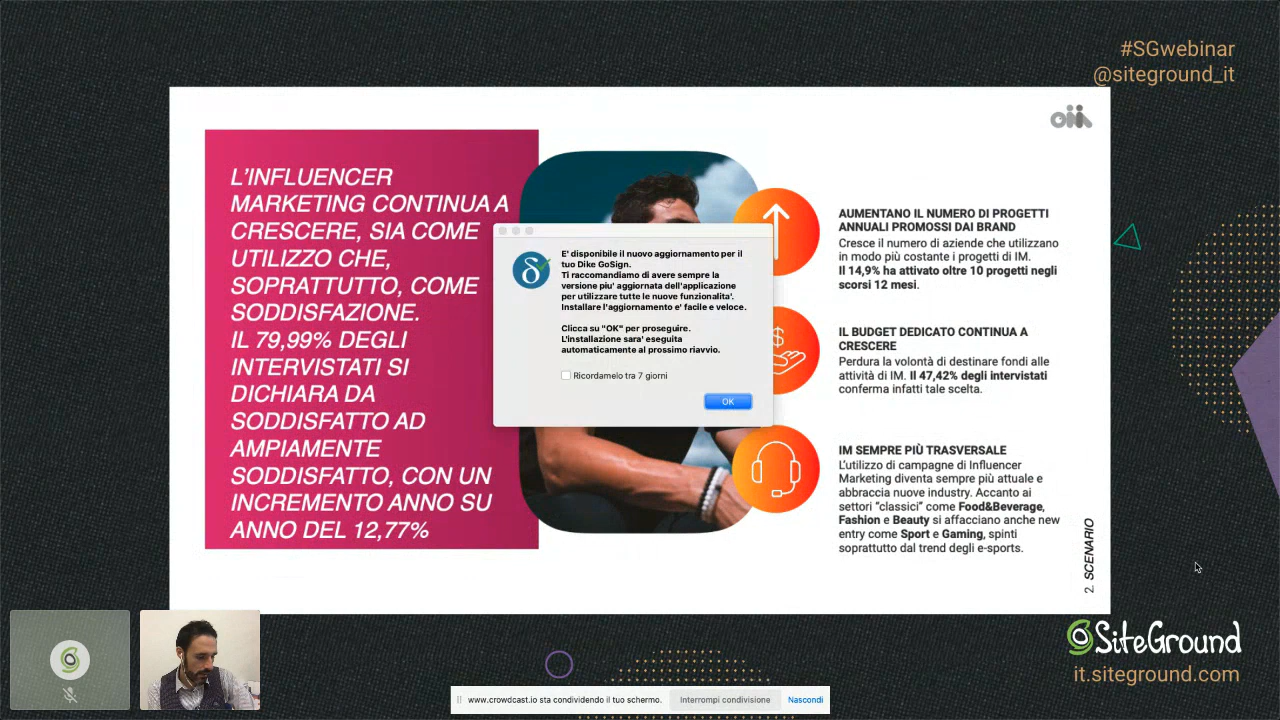 #SGwebinar
@siteground_it
oiii
L'INFLUENCER
MARKETING CONTINUA A
CRESCERE, SIA COME
UTILIZZO CHE,
SOPRATTUTTO, COME
SODDISFAZIONE.
IL 79,99% DEGLI
INTERVISTATI SI
DICHIARA DA
SODDISFATTO AD
AMPIAMENTE
SODDISFATTO, CON UN
INCREMENTO ANNO SU
ANNO DEL 12,77%
E' disponibile il nuovo aggiornamento per il
tuo Dike GoSign.
Ti raccomandiamo di avere sempre la
versione piu' aggiornata dell'applicazione
per utilizzare tutte le nuove funzionalita'.
Installare l'aggiornamento e' facile e veloce.
Clicca su "OK" per proseguire.
L'installazione sara' eseguita
automaticamente al prossimo riavvio.
Ricordamelo tra 7 giorni
OK
AUMENTANO IL NUMERO DI PROGETTI
ANNUALI PROMOSSI DAI BRAND
Cresce il numero di aziende che utilizzano
in modo più costante i progetti di IM.
Il 14,9% ha attivato oltre 10 progetti negli
scorsi 12 mesi.
IL BUDGET DEDICATO CONTINUA A
CRESCERE
Perdura la volontà di destinare fondi alle
attività di IM. Il 47,42% degli intervistati
conferma infatti tale scelta.
IM SEMPRE PIÙ TRASVERSALE
L'utilizzo di campagne di Influencer
Marketing diventa sempre più attuale e
abbraccia nuove industry. Accanto ai
settori "classici" come Food&Beverage,
Fashion e Beauty si affacciano anche new
entry come Sport e Gaming, spinti
soprattutto dal trend degli e-sports.
2. SCENARIO
SiteGround
it.siteground.com
www.crowdcast.io sta condividendo il tuo schermo.
Interrompi condivisione
Nascondi